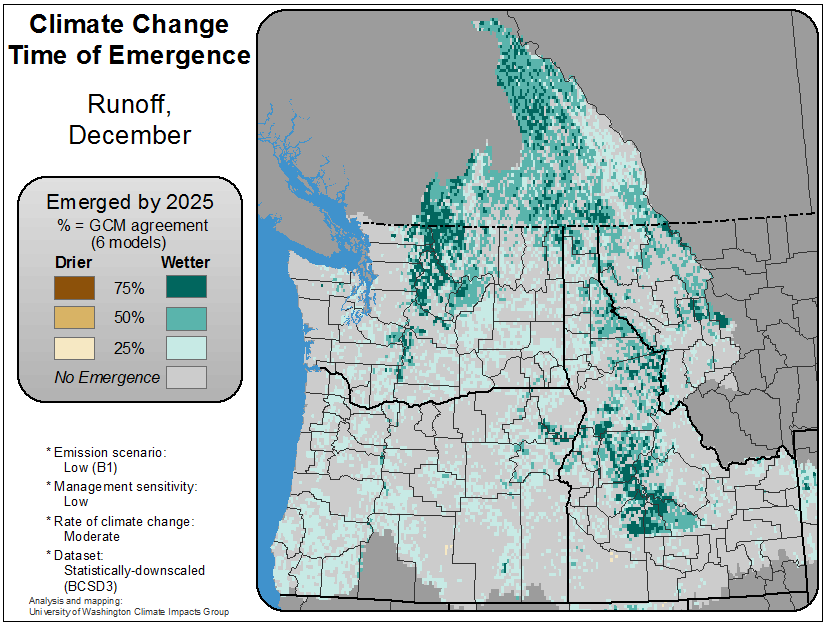 Climate Change
Time of Emergence
Runoff,
December
Emerged by 2025
% = GCM agreement
(6 models)
Drier Wetter
75%
50%
25%
No Emergence
* Emission scenario:
Low (B1)
* Management sensitivity:
Low
* Rate of climate change:
Moderate
* Dataset:
Statistically-downscaled
(BCSD3)
Analysis and mapping:
University of Washington Climate Impacts Group